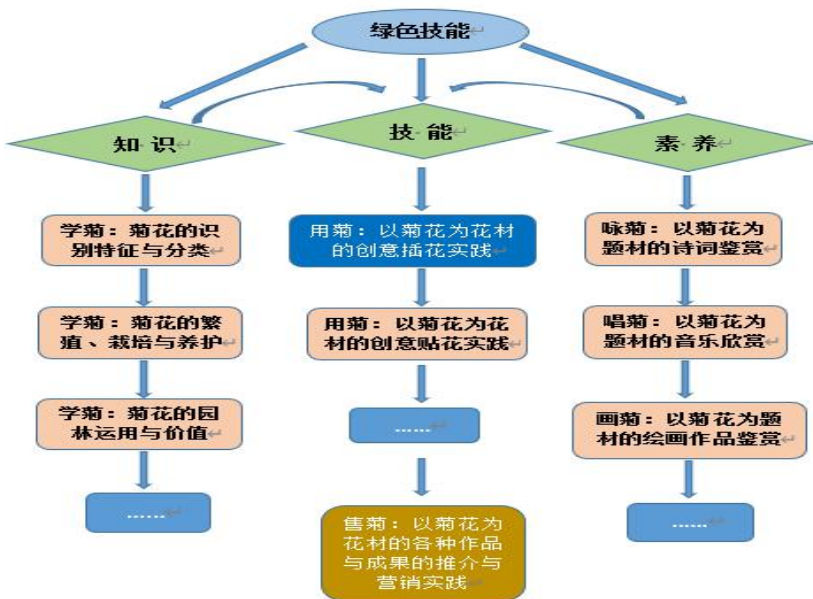 绿色技能
知 识
技 能
素 养
学菊：菊花的识
别特征与分类
学菊：菊花的繁
殖、栽培与养护
学菊：菊花的园
林运用与价值
……
用菊：以菊花为花材
的创意插花实践
用菊：以菊花为花
材的创意贴花实践
……
售菊：以菊花为
花材的各种作品
与成果的推介与
营销实践
咏菊：以菊花为
题材的诗词鉴赏
唱菊：以菊花为
题材的音乐欣赏
画菊：以菊花为题
材的绘画作品鉴赏
……